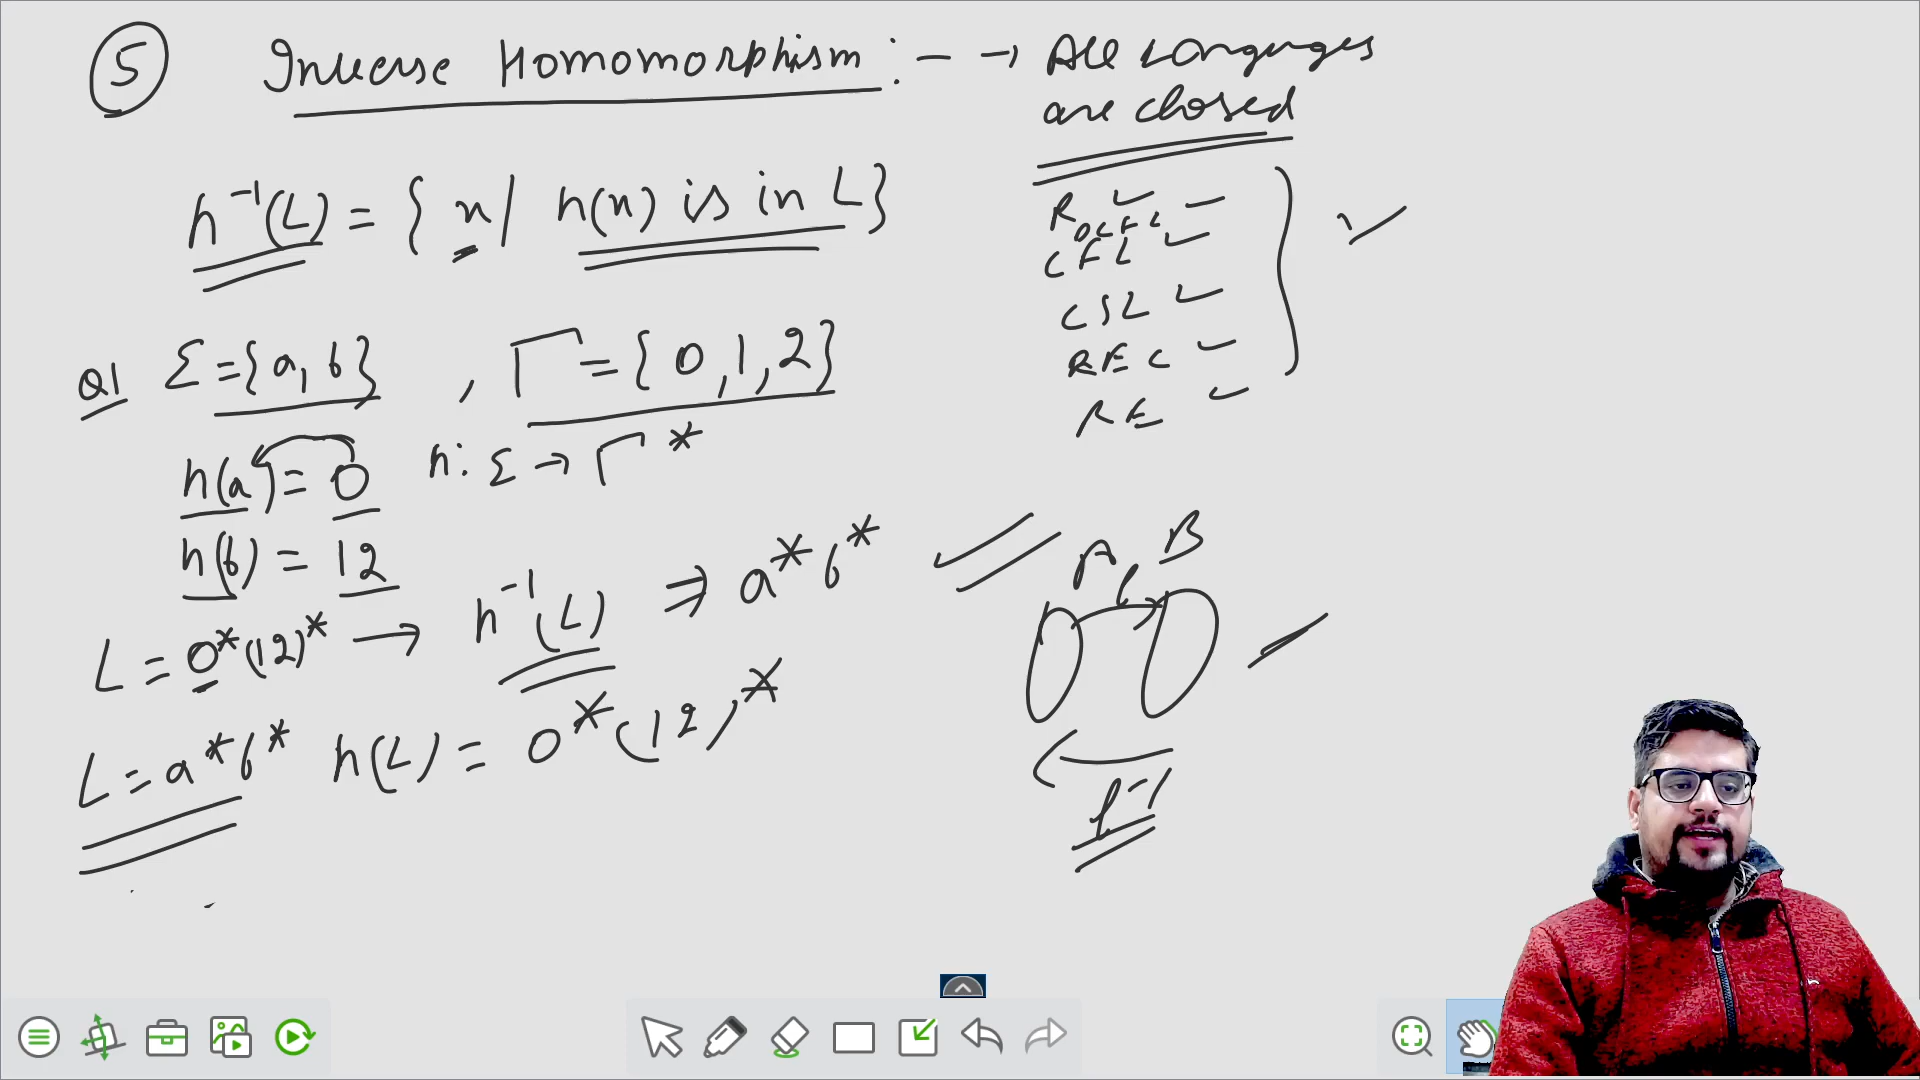 5 Inverse Homomorphism :- → All Languages
are closed
h⁻¹(L) = { x | h(x) is in L }
R ✓
DCFL ✓
CFL ✓
CSL ✓
REC ✓
RE ✓
Q1 Σ = {a, b} , Γ = { 0, 1, 2 }
h(a) = 0 h: Σ → Γ*
h(b) = 12
L = 0*(12)* → h⁻¹(L) ⇒ a*b*
L = a*b* h(L) = 0*(12)*
A B
f
f⁻¹